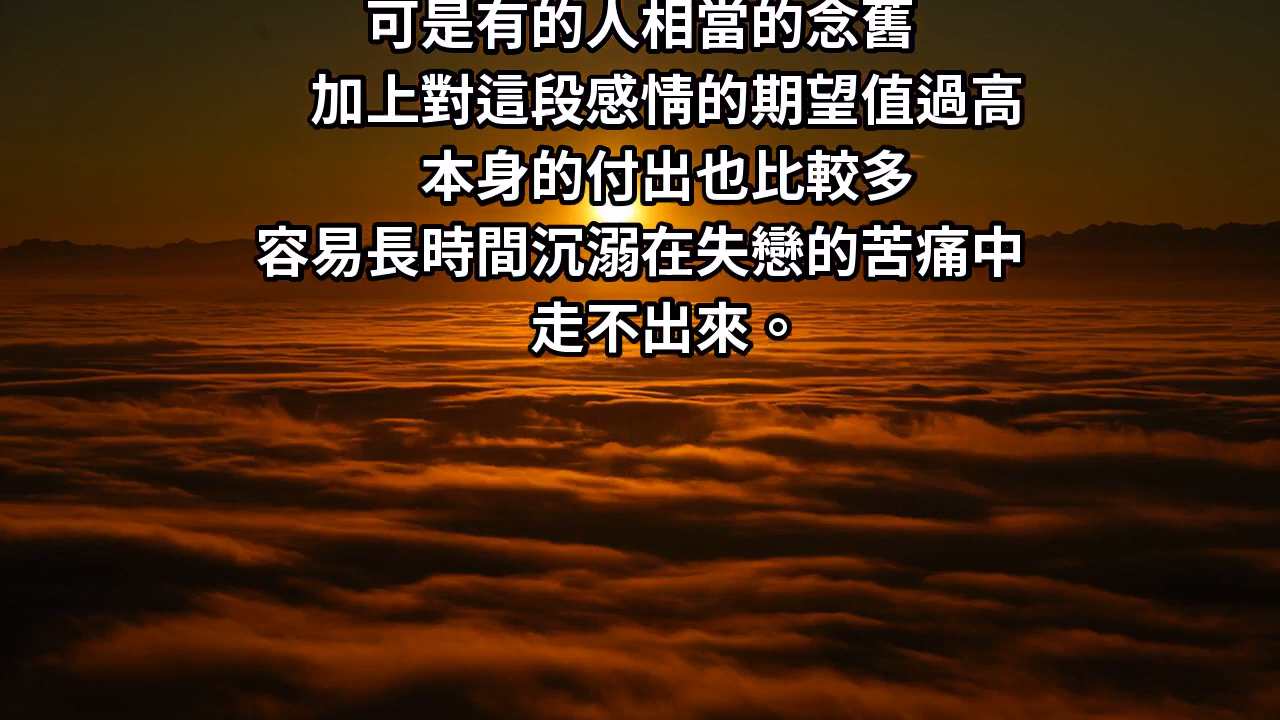 可是有的人相當的念舊
加上對這段感情的期望值過高
本身的付出也比較多
容易長時間沉溺在失戀的苦痛中
走不出來。